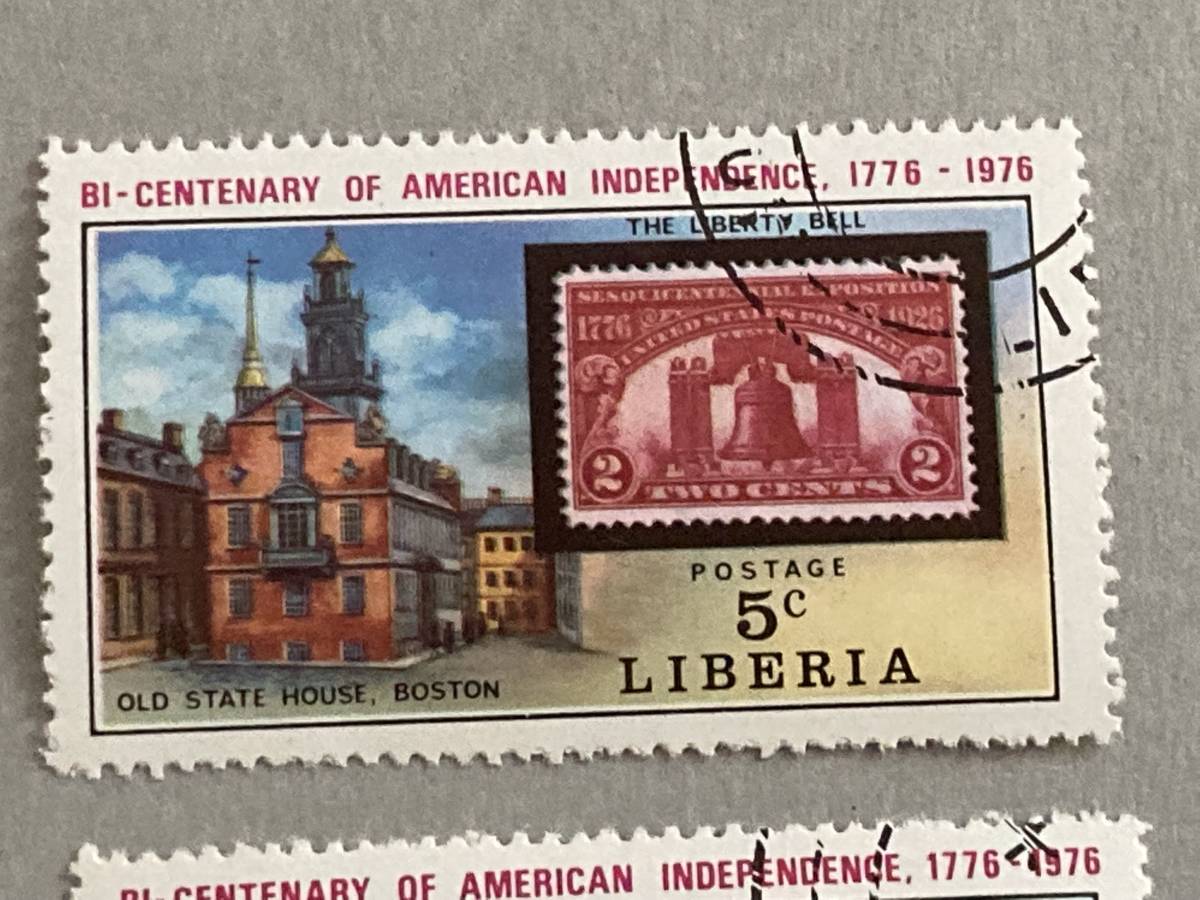 BI-CENTENARY OF AMERICAN INDEPENDENCE, 1776 - 1976
THE LIBERTY BELL
SESQUICENTENNIAL EXPOSITION
1776 1926
UNITED STATES POSTAGE
2 2
TWO CENTS
POSTAGE
5c
LIBERIA
OLD STATE HOUSE, BOSTON
BI-CENTENARY OF AMERICAN INDEPENDENCE, 1776 - 1976